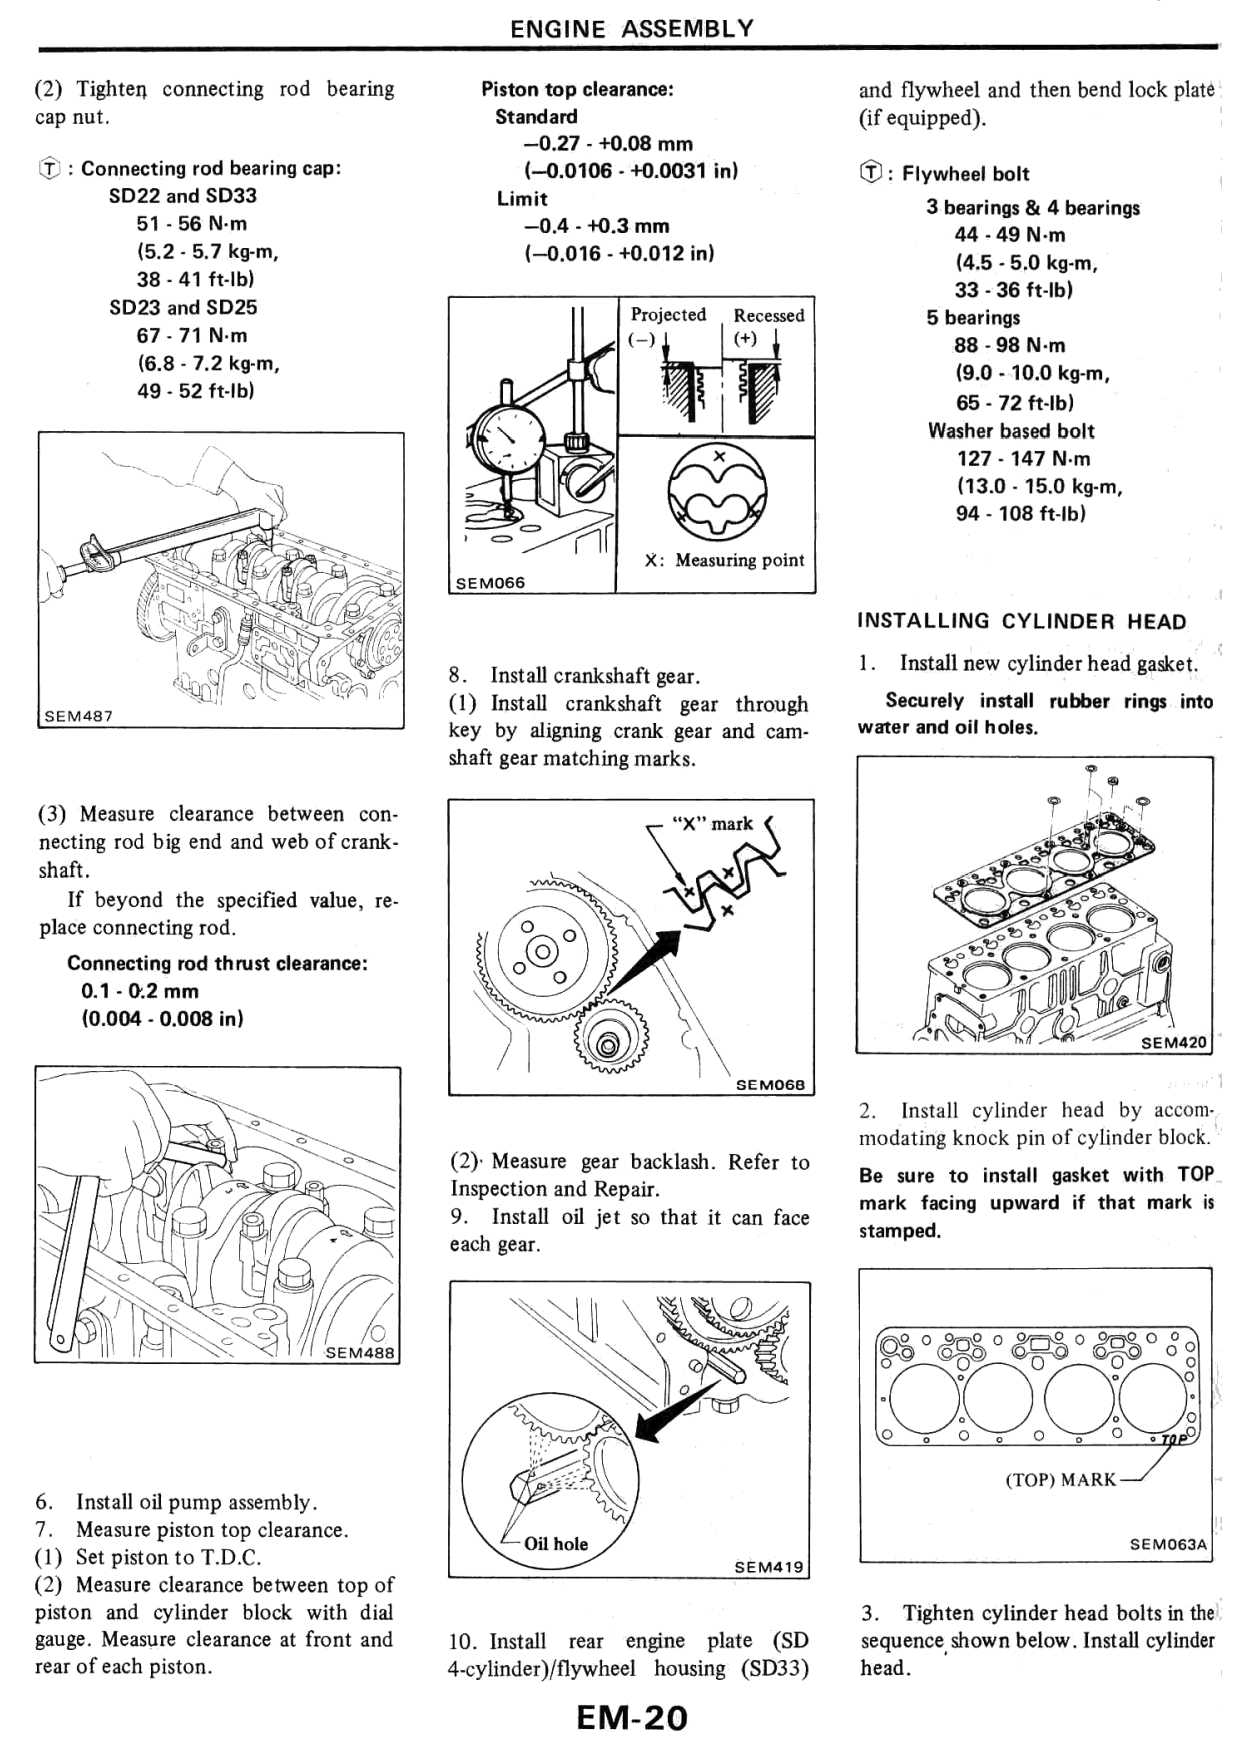 ENGINE ASSEMBLY
(2) Tighten connecting rod bearing
cap nut.
Ⓣ : Connecting rod bearing cap:
SD22 and SD33
51 - 56 N·m
(5.2 - 5.7 kg-m,
38 - 41 ft-lb)
SD23 and SD25
67 - 71 N·m
(6.8 - 7.2 kg-m,
49 - 52 ft-lb)
SEM487
(3) Measure clearance between con-
necting rod big end and web of crank-
shaft.
If beyond the specified value, re-
place connecting rod.
Connecting rod thrust clearance:
0.1 - 0.2 mm
(0.004 - 0.008 in)
SEM488
6. Install oil pump assembly.
7. Measure piston top clearance.
(1) Set piston to T.D.C.
(2) Measure clearance between top of
piston and cylinder block with dial
gauge. Measure clearance at front and
rear of each piston.
Piston top clearance:
Standard
−0.27 - +0.08 mm
(−0.0106 - +0.0031 in)
Limit
−0.4 - +0.3 mm
(−0.016 - +0.012 in)
Projected Recessed
(−) (+)
X: Measuring point
SEM066
8. Install crankshaft gear.
(1) Install crankshaft gear through
key by aligning crank gear and cam-
shaft gear matching marks.
"X" mark
SEM068
(2) Measure gear backlash. Refer to
Inspection and Repair.
9. Install oil jet so that it can face
each gear.
Oil hole
SEM419
10. Install rear engine plate (SD
4-cylinder)/flywheel housing (SD33)
and flywheel and then bend lock plate
(if equipped).
Ⓣ : Flywheel bolt
3 bearings & 4 bearings
44 - 49 N·m
(4.5 - 5.0 kg-m,
33 - 36 ft-lb)
5 bearings
88 - 98 N·m
(9.0 - 10.0 kg-m,
65 - 72 ft-lb)
Washer based bolt
127 - 147 N·m
(13.0 - 15.0 kg-m,
94 - 108 ft-lb)
INSTALLING CYLINDER HEAD
1. Install new cylinder head gasket.
Securely install rubber rings into
water and oil holes.
SEM420
2. Install cylinder head by accom-
modating knock pin of cylinder block.
Be sure to install gasket with TOP
mark facing upward if that mark is
stamped.
TOP
(TOP) MARK
SEM063A
3. Tighten cylinder head bolts in the
sequence shown below. Install cylinder
head.
EM-20